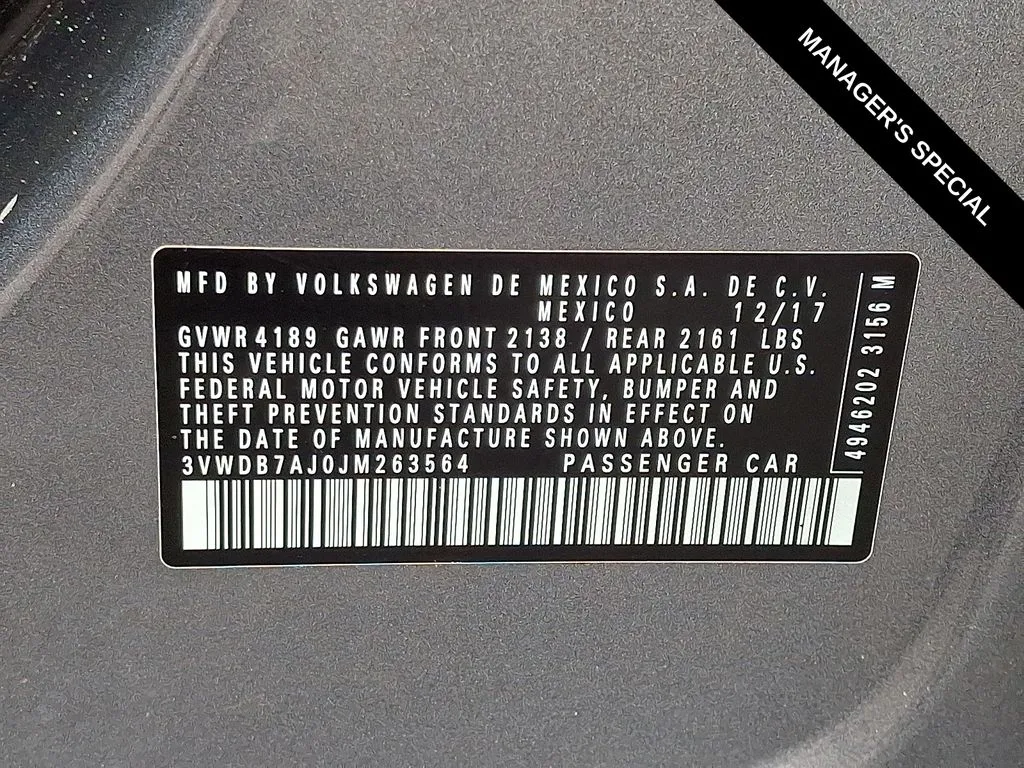 MANAGER'S SPECIAL
MFD BY VOLKSWAGEN DE MEXICO S.A. DE C.V.
MEXICO 12/17
GVWR 4189 GAWR FRONT 2138 / REAR 2161 LBS
THIS VEHICLE CONFORMS TO ALL APPLICABLE U.S.
FEDERAL MOTOR VEHICLE SAFETY, BUMPER AND
THEFT PREVENTION STANDARDS IN EFFECT ON
THE DATE OF MANUFACTURE SHOWN ABOVE.
3VWDB7AJ0JM263564 PASSENGER CAR
4946202 3156 M